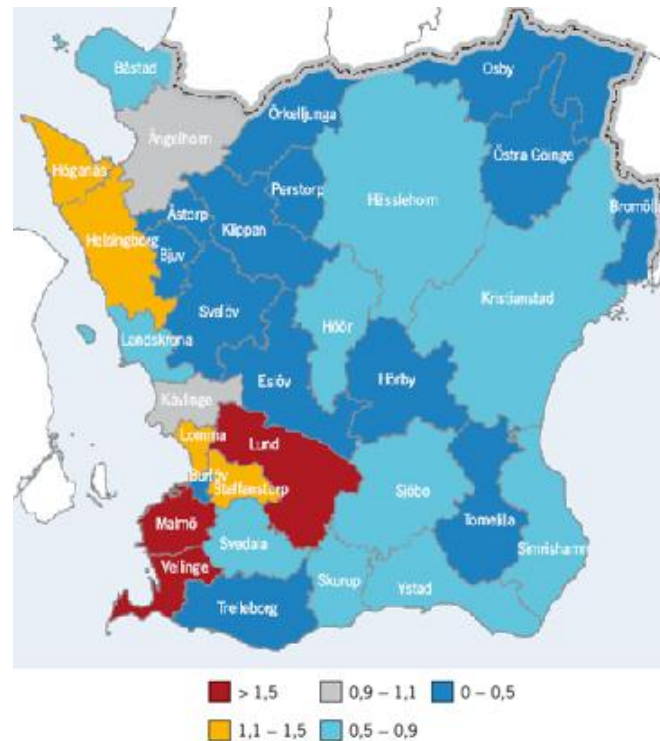 Båstad
Osby
Örkelljunga
Ängelholm
Östra Göinge
Höganäs
Perstorp
Hässleholm
Bromölla
Åstorp
Klippan
Helsingborg
Bjuv
Kristianstad
Svalöv
Höör
Landskrona
Eslöv
Hörby
Kävlinge
Lomma
Lund
Burlöv
Staffanstorp
Sjöbo
Malmö
Tomelilla
Svedala
Simrishamn
Vellinge
Skurup
Ystad
Trelleborg
> 1,5
0,9 – 1,1
0 – 0,5
1,1 – 1,5
0,5 – 0,9